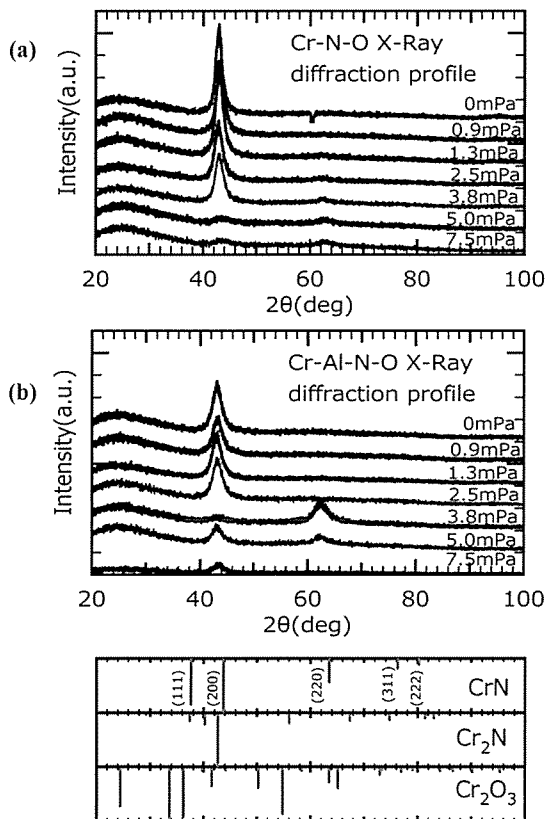 (a)
Cr-N-O X-Ray
diffraction profile
Intensity(a.u.)
0mPa
0.9mPa
1.3mPa
2.5mPa
3.8mPa
5.0mPa
7.5mPa
20 40 60 80 100
2θ(deg)
(b)
Cr-Al-N-O X-Ray
diffraction profile
Intensity(a.u.)
0mPa
0.9mPa
1.3mPa
2.5mPa
3.8mPa
5.0mPa
7.5mPa
20 40 60 80 100
2θ(deg)
(111) (200) (220) (311) (222)
CrN
Cr₂N
Cr₂O₃